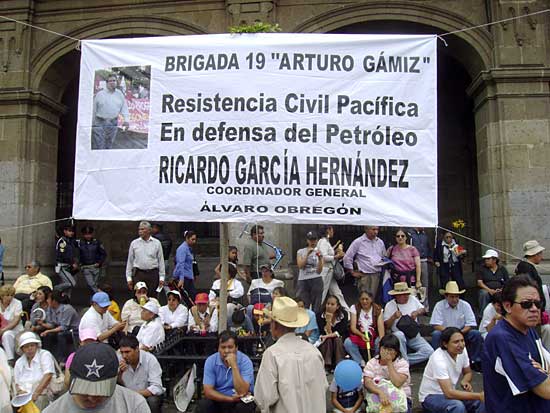 BRIGADA 19 "ARTURO GÁMIZ"
Resistencia Civil Pacífica
En defensa del Petróleo
RICARDO GARCÍA HERNÁNDEZ
COORDINADOR GENERAL
ÁLVARO OBREGÓN